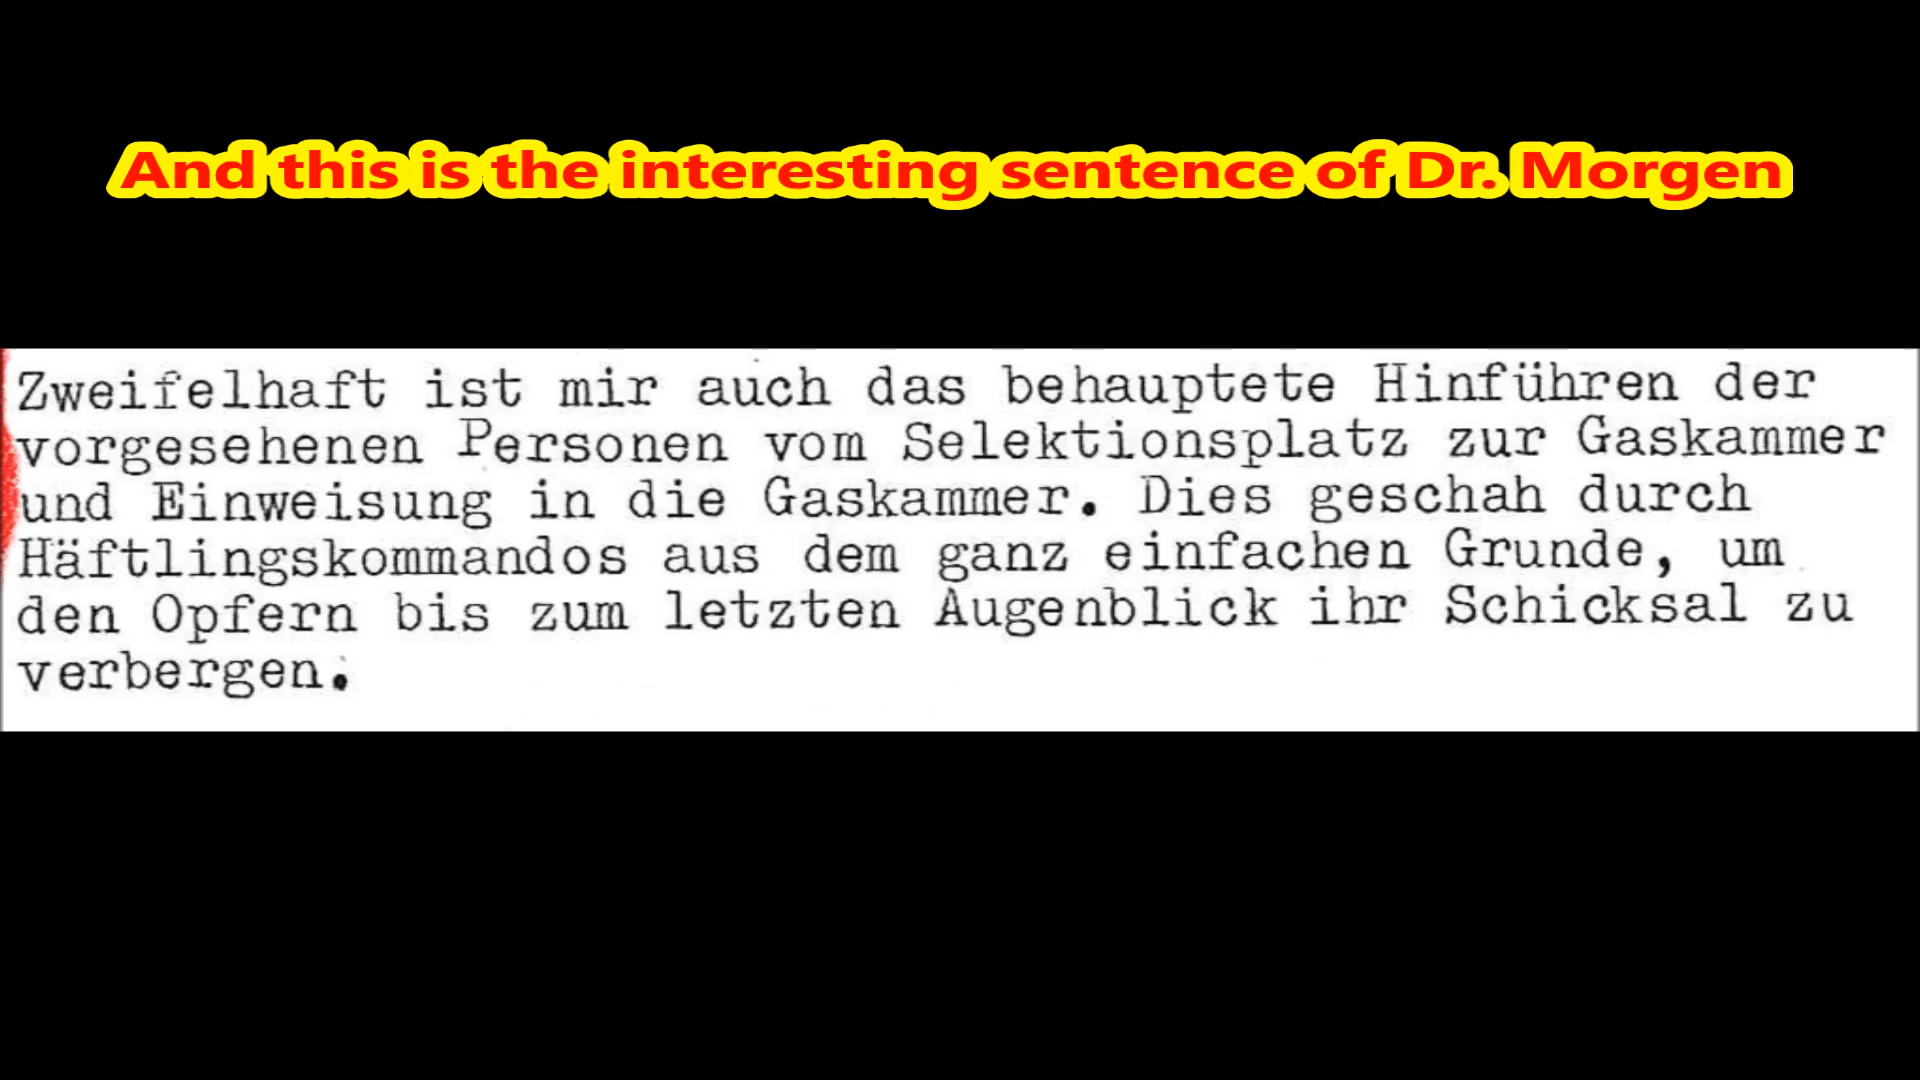 And this is the interesting sentence of Dr. Morgen
Zweifelhaft ist mir auch das behauptete Hinführen der
vorgesehenen Personen vom Selektionsplatz zur Gaskammer
und Einweisung in die Gaskammer. Dies geschah durch
Häftlingskommandos aus dem ganz einfachen Grunde, um
den Opfern bis zum letzten Augenblick ihr Schicksal zu
verbergen.